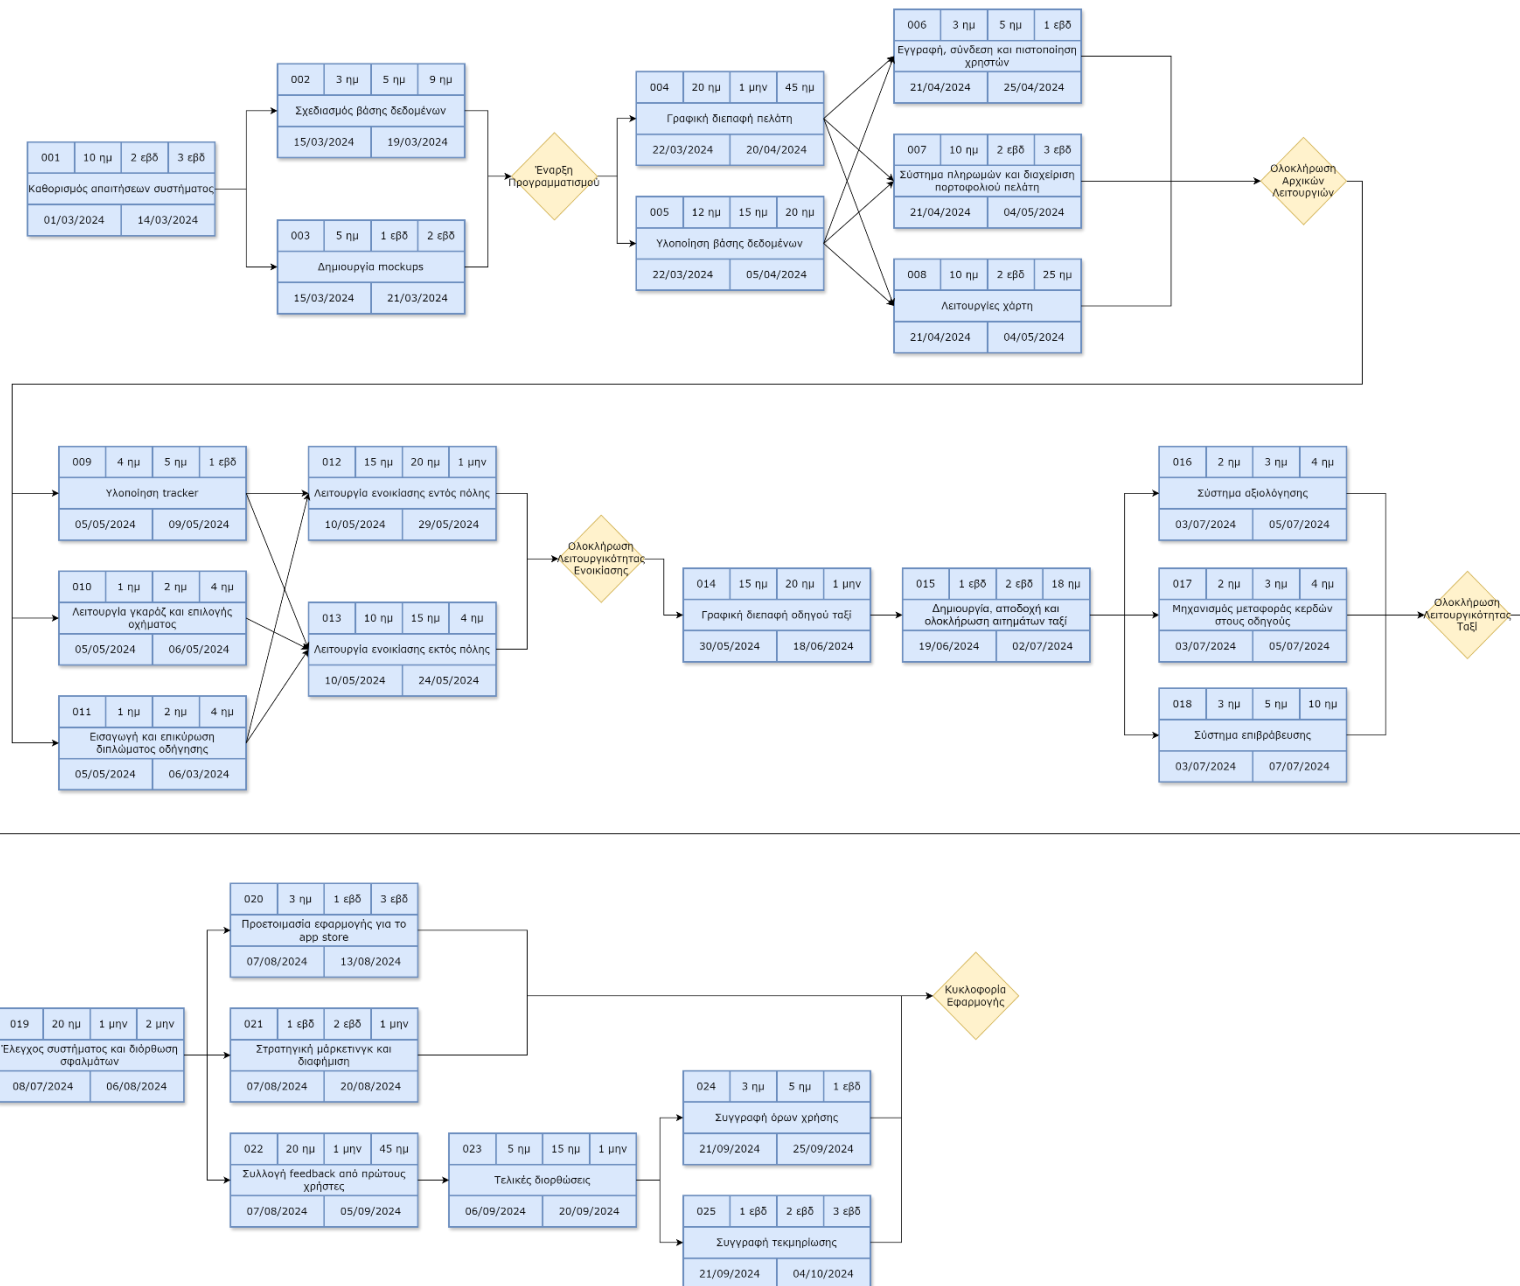 001 10 ημ 2 εβδ 3 εβδ
Καθορισμός απαιτήσεων συστήματος
01/03/2024 14/03/2024
002 3 ημ 5 ημ 9 ημ
Σχεδιασμός βάσης δεδομένων
15/03/2024 19/03/2024
003 5 ημ 1 εβδ 2 εβδ
Δημιουργία mockups
15/03/2024 21/03/2024
Έναρξη
Προγραμματισμού
004 20 ημ 1 μην 45 ημ
Γραφική διεπαφή πελάτη
22/03/2024 20/04/2024
005 12 ημ 15 ημ 20 ημ
Υλοποίηση βάσης δεδομένων
22/03/2024 05/04/2024
006 3 ημ 5 ημ 1 εβδ
Εγγραφή, σύνδεση και πιστοποίηση
χρηστών
21/04/2024 25/04/2024
007 10 ημ 2 εβδ 3 εβδ
Σύστημα πληρωμών και διαχείριση
πορτοφολιού πελάτη
21/04/2024 04/05/2024
008 10 ημ 2 εβδ 25 ημ
Λειτουργίες χάρτη
21/04/2024 04/05/2024
Ολοκλήρωση
Αρχικών
Λειτουργιών
009 4 ημ 5 ημ 1 εβδ
Υλοποίηση tracker
05/05/2024 09/05/2024
010 1 ημ 2 ημ 4 ημ
Λειτουργία γκαράζ και επιλογής
οχήματος
05/05/2024 06/05/2024
011 1 ημ 2 ημ 4 ημ
Εισαγωγή και επικύρωση
διπλώματος οδήγησης
05/05/2024 06/03/2024
012 15 ημ 20 ημ 1 μην
Λειτουργία ενοικίασης εντός πόλης
10/05/2024 29/05/2024
013 10 ημ 15 ημ 4 ημ
Λειτουργία ενοικίασης εκτός πόλης
10/05/2024 24/05/2024
Ολοκλήρωση
Λειτουργικότητας
Ενοικίασης
014 15 ημ 20 ημ 1 μην
Γραφική διεπαφή οδηγού ταξί
30/05/2024 18/06/2024
015 1 εβδ 2 εβδ 18 ημ
Δημιουργία, αποδοχή και
ολοκλήρωση αιτημάτων ταξί
19/06/2024 02/07/2024
016 2 ημ 3 ημ 4 ημ
Σύστημα αξιολόγησης
03/07/2024 05/07/2024
017 2 ημ 3 ημ 4 ημ
Μηχανισμός μεταφοράς κερδών
στους οδηγούς
03/07/2024 05/07/2024
018 3 ημ 5 ημ 10 ημ
Σύστημα επιβράβευσης
03/07/2024 07/07/2024
Ολοκλήρωση
Λειτουργικότητας
Ταξί
019 20 ημ 1 μην 2 μην
Έλεγχος συστήματος και διόρθωση
σφαλμάτων
08/07/2024 06/08/2024
020 3 ημ 1 εβδ 3 εβδ
Προετοιμασία εφαρμογής για το
app store
07/08/2024 13/08/2024
021 1 εβδ 2 εβδ 1 μην
Στρατηγική μάρκετινγκ και
διαφήμιση
07/08/2024 20/08/2024
022 20 ημ 1 μην 45 ημ
Συλλογή feedback από πρώτους
χρήστες
07/08/2024 05/09/2024
023 5 ημ 15 ημ 1 μην
Τελικές διορθώσεις
06/09/2024 20/09/2024
024 3 ημ 5 ημ 1 εβδ
Συγγραφή όρων χρήσης
21/09/2024 25/09/2024
025 1 εβδ 2 εβδ 3 εβδ
Συγγραφή τεκμηρίωσης
21/09/2024 04/10/2024
Κυκλοφορία
Εφαρμογής